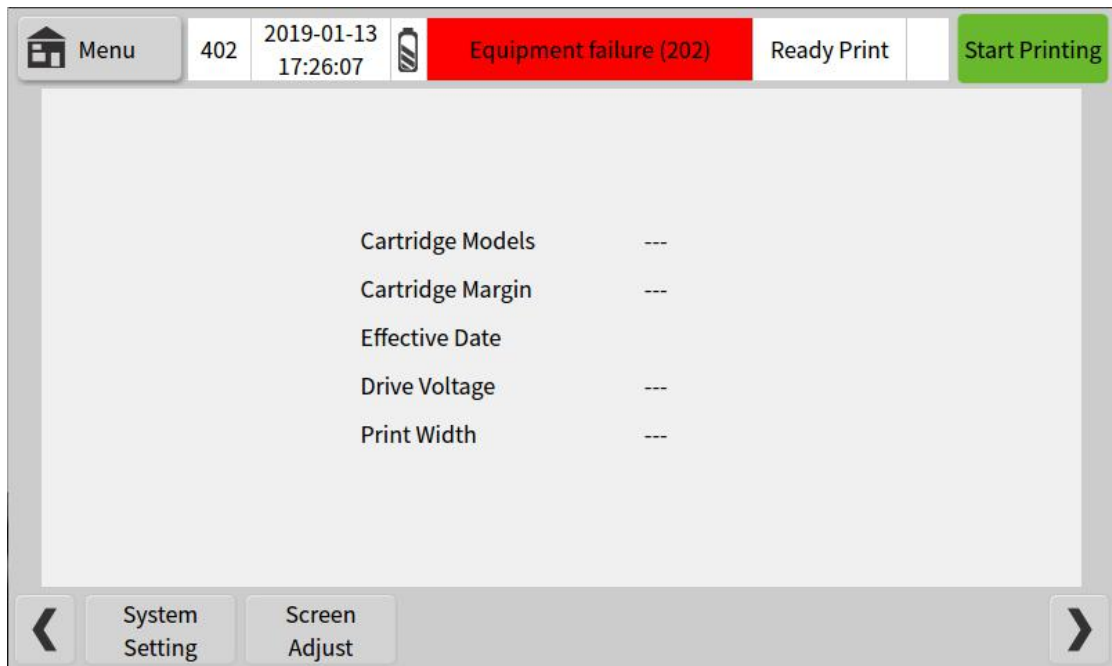 Menu
402
2019-01-13
17:26:07
Equipment failure (202)
Ready Print
Start Printing
Cartridge Models ---
Cartridge Margin ---
Effective Date
Drive Voltage ---
Print Width ---
System
Setting
Screen
Adjust